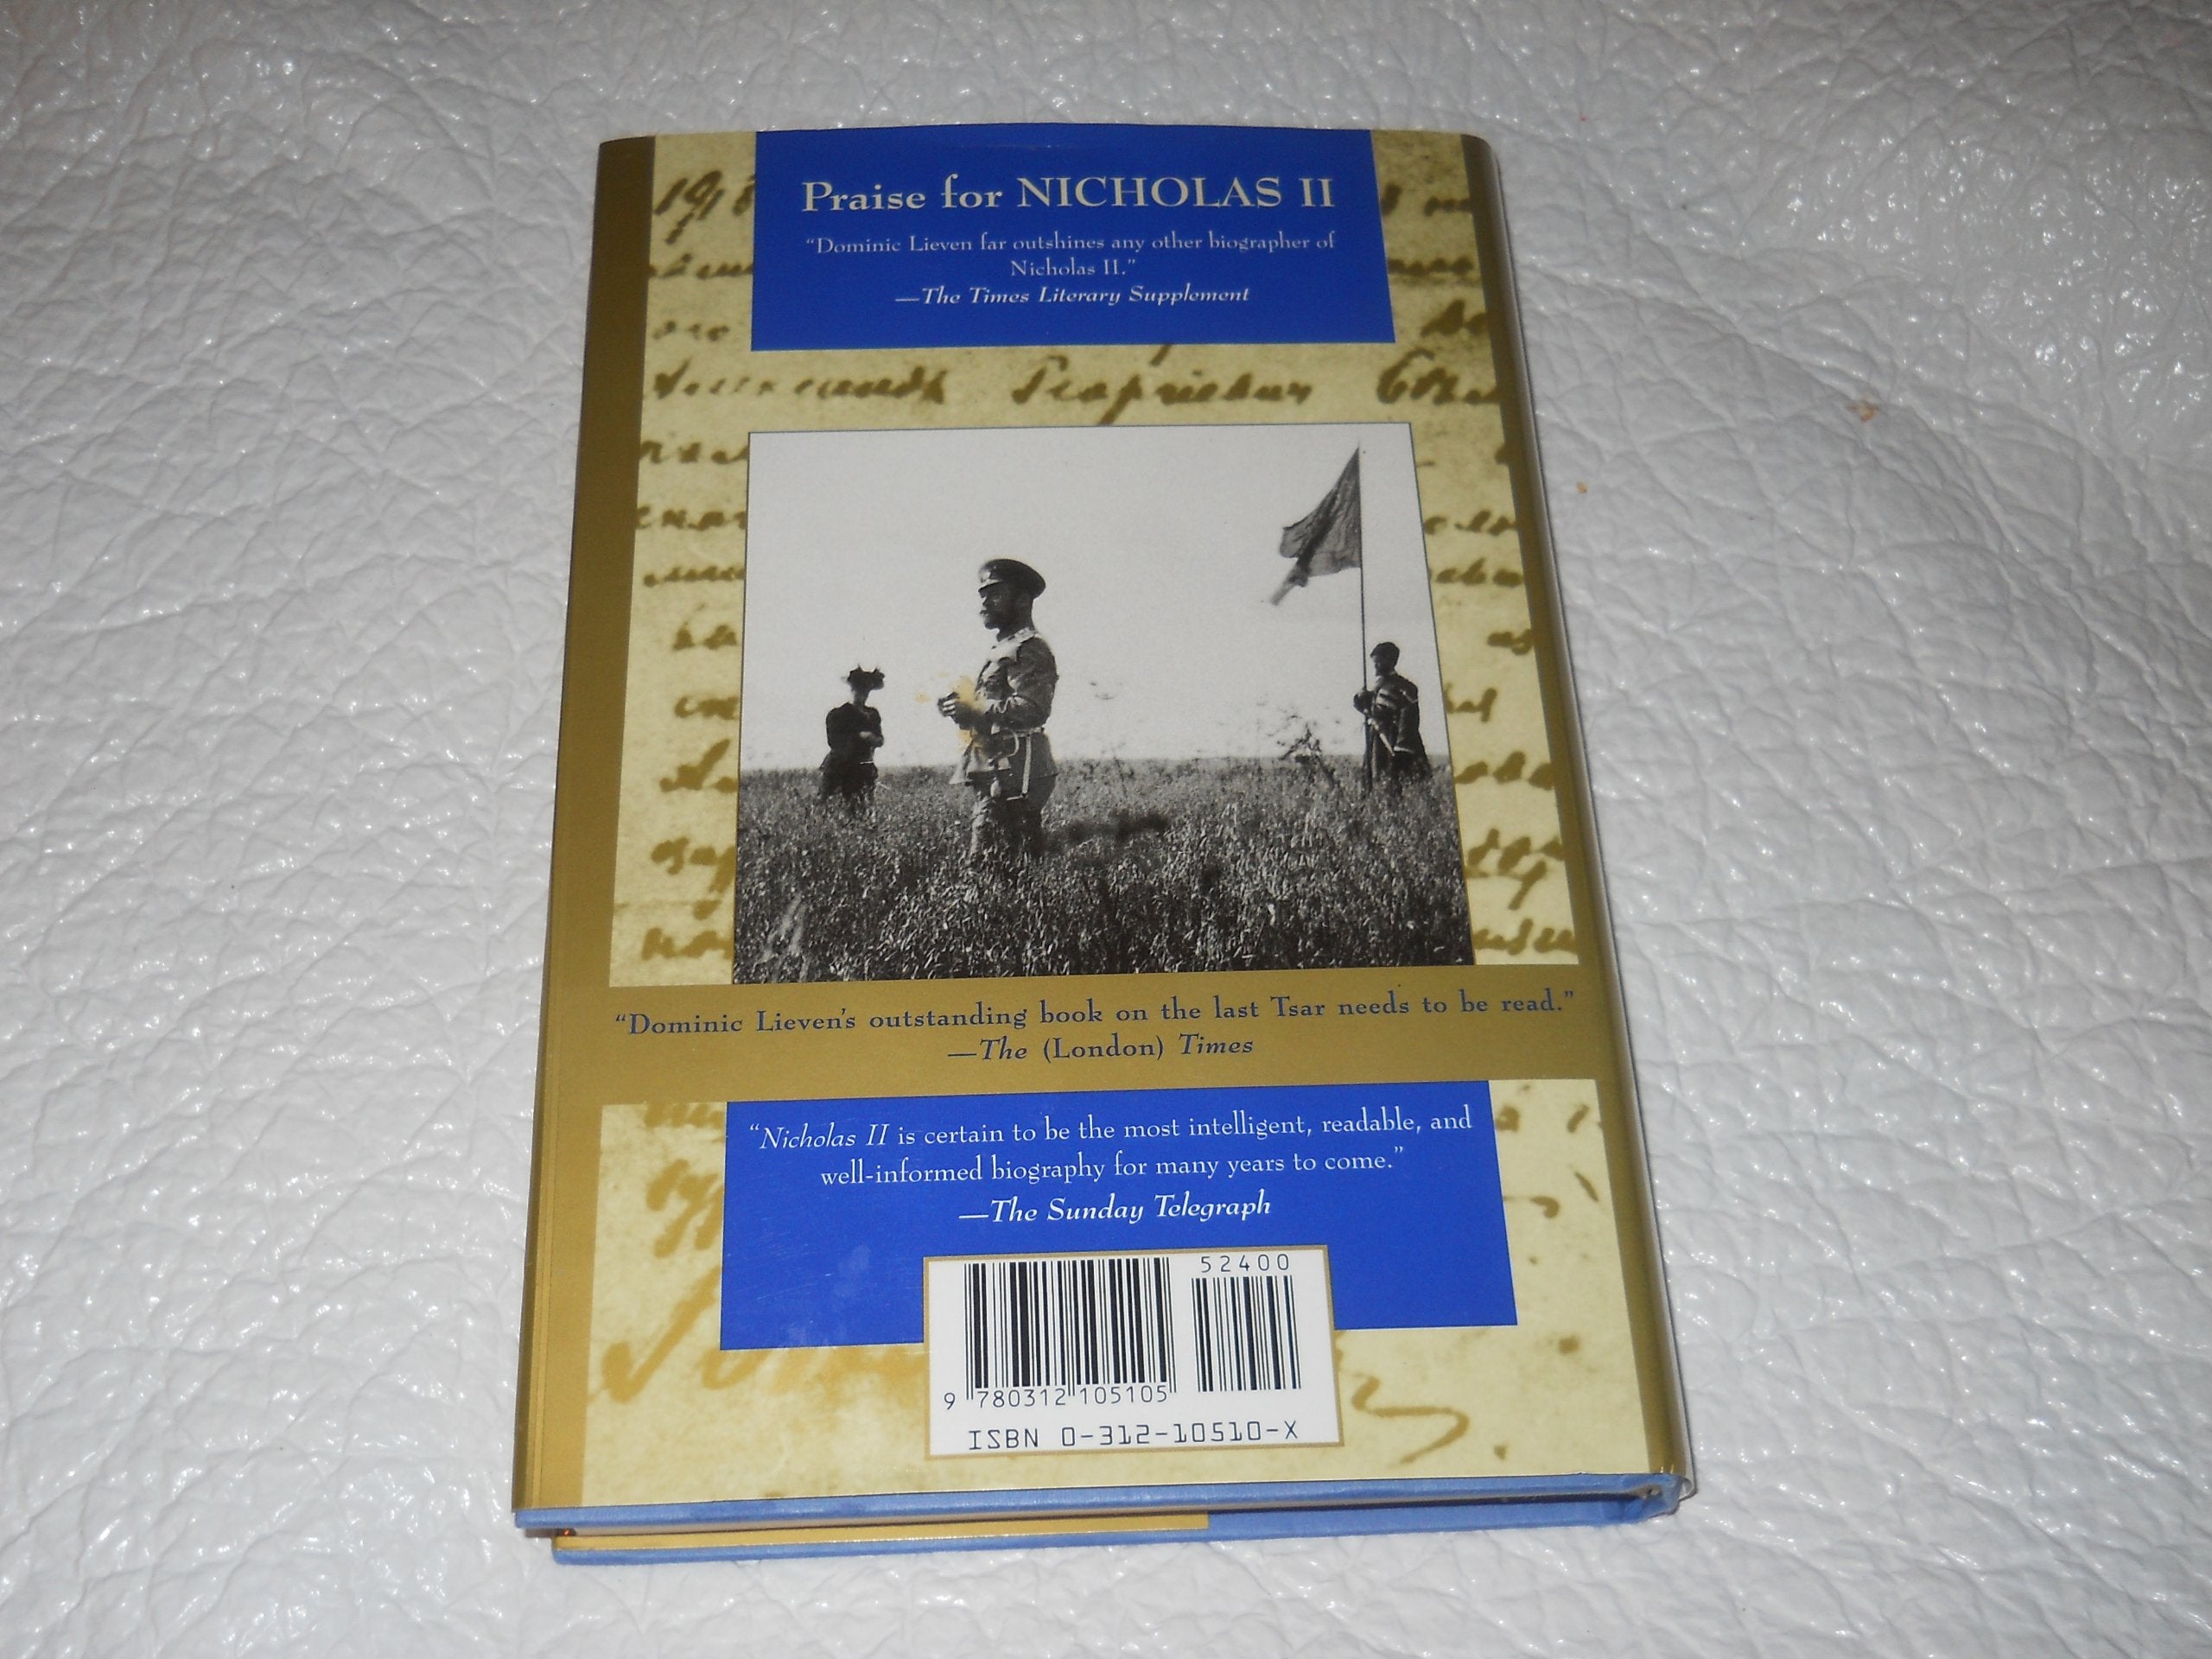 Praise for NICHOLAS II
“Dominic Lieven far outshines any other biographer of
Nicholas II.”
—The Times Literary Supplement
“Dominic Lieven's outstanding book on the last Tsar needs to be read.”
—The (London) Times
“Nicholas II is certain to be the most intelligent, readable, and
well-informed biography for many years to come.”
—The Sunday Telegraph
52400
9 780312 105105
ISBN 0-312-10510-X